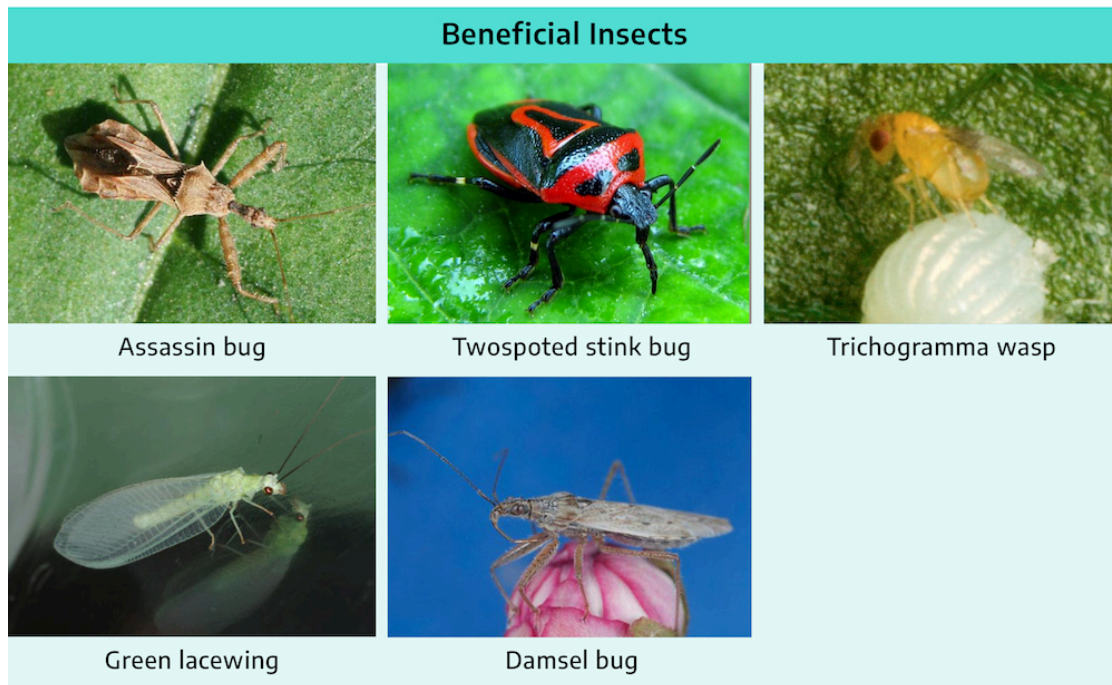 Beneficial Insects
Assassin bug
Twospoted stink bug
Trichogramma wasp
Green lacewing
Damsel bug